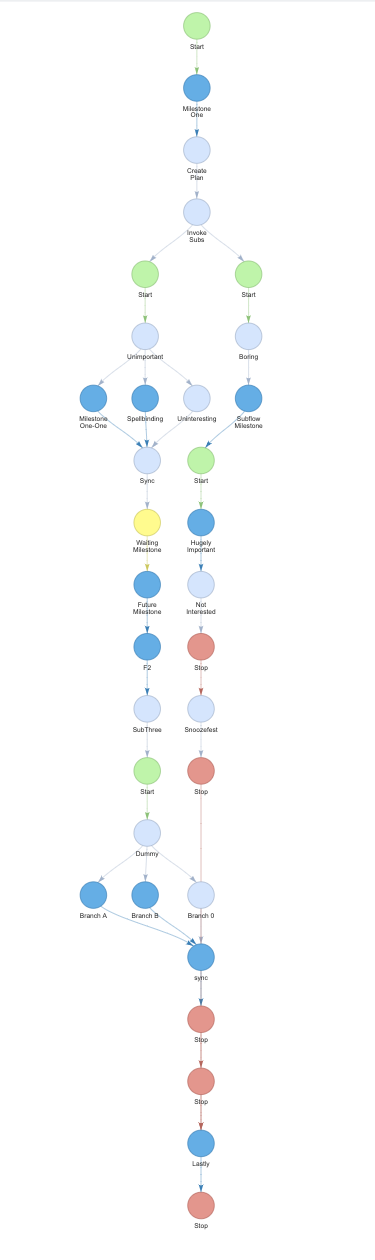 Start
Milestone
One
Create
Plan
Invoke
Subs
Start
Start
Unimportant
Boring
Milestone
One-One
Spellbinding
Uninteresting
Subflow
Milestone
Sync
Start
Waiting
Milestone
Hugely
Important
Future
Milestone
Not
Interested
F2
Stop
SubThree
Snoozefest
Start
Stop
Dummy
Branch A
Branch B
Branch 0
sync
Stop
Stop
Lastly
Stop